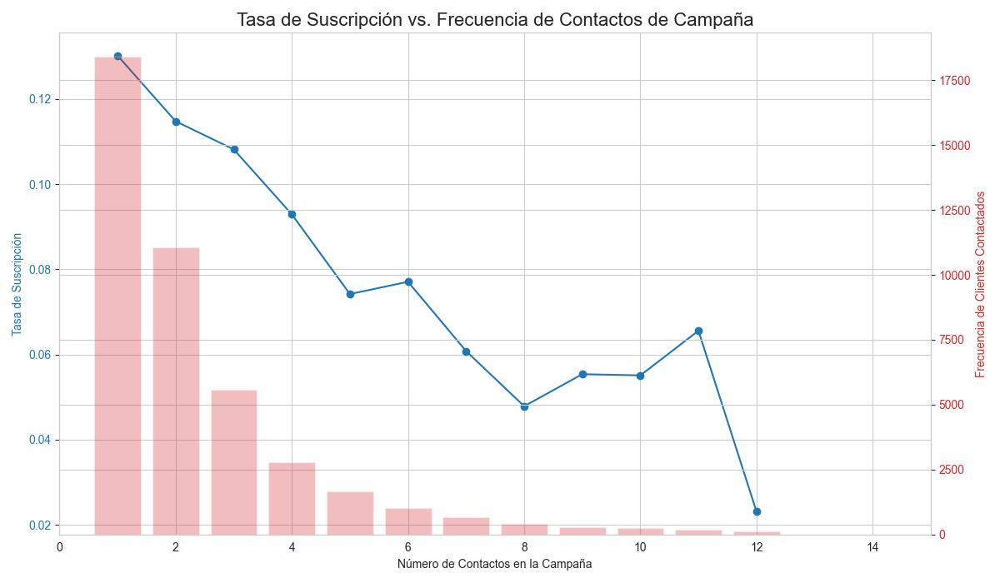 Tasa de Suscripción vs. Frecuencia de Contactos de Campaña
Tasa de Suscripción
0.12
0.10
0.08
0.06
0.04
0.02
17500
15000
12500
10000
7500
5000
2500
0
Frecuencia de Clientes Contactados
0 2 4 6 8 10 12 14
Número de Contactos en la Campaña